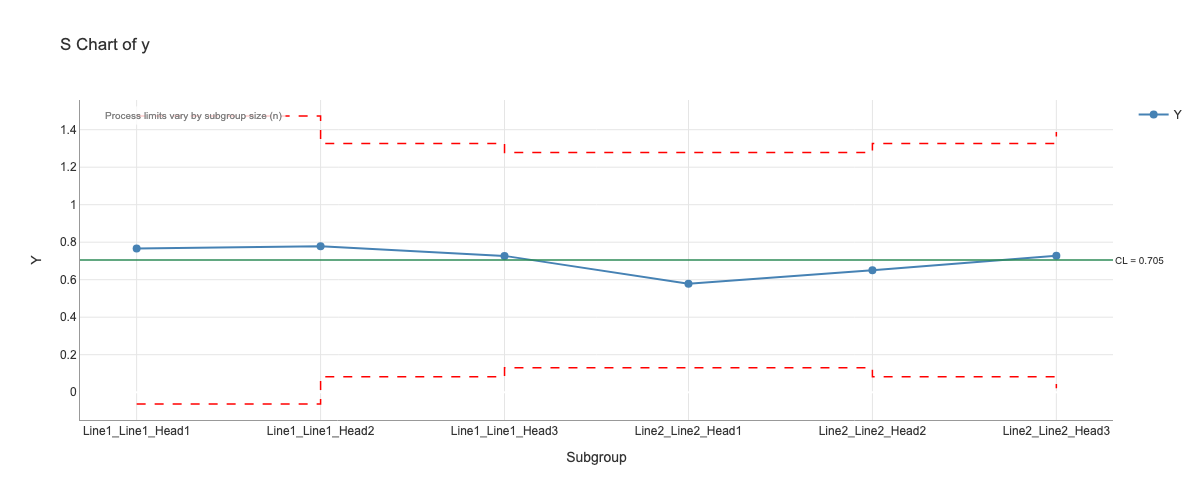 S Chart of y
Process limits vary by subgroup size (n)
Y
1.4
1.2
1
0.8
0.6
0.4
0.2
0
Y
CL = 0.705
Line1_Line1_Head1
Line1_Line1_Head2
Line1_Line1_Head3
Line2_Line2_Head1
Line2_Line2_Head2
Line2_Line2_Head3
Subgroup